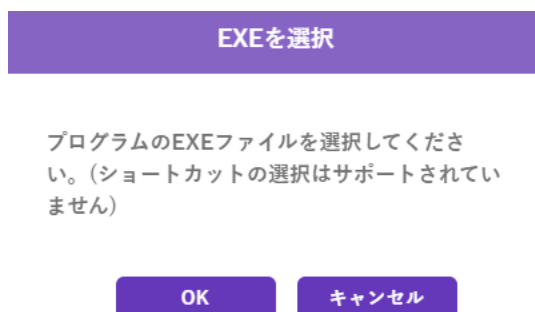 EXEを選択
プログラムのEXEファイルを選択してくださ
い。(ショートカットの選択はサポートされてい
ません)
OK
キャンセル